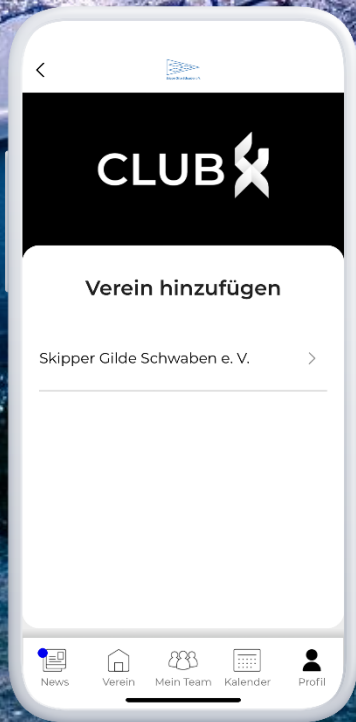 CLUB
Verein hinzufügen
Skipper Gilde Schwaben e. V.
News
Verein
Mein Team
Kalender
Profil